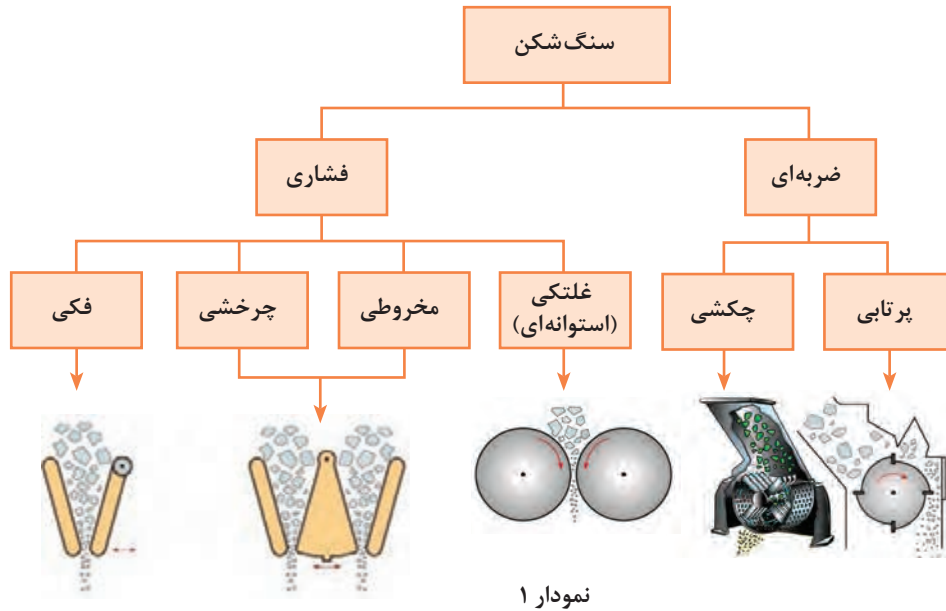 سنگ‌شکن
ضربه‌ای
فشاری
پرتابی
چکشی
غلتکی
(استوانه‌ای)
مخروطی
چرخشی
فکی
نمودار ۱